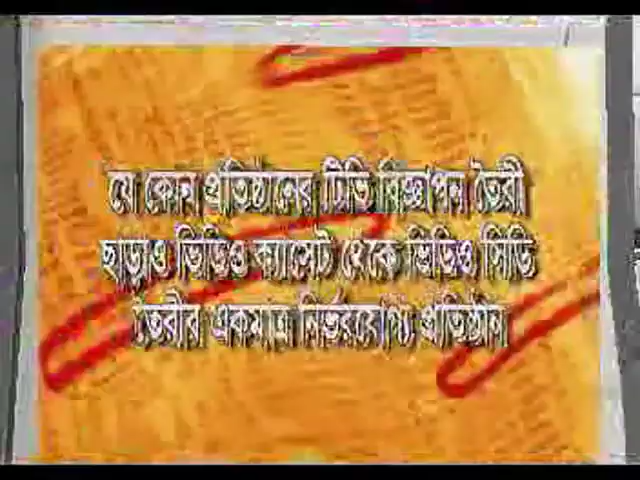 যে কোন প্রতিষ্ঠানের টিভি বিজ্ঞাপন তৈরী
ছাড়াও ভিডিও ক্যাসেট থেকে ভিডিও সিডি
তৈরীর একমাত্র নির্ভরযোগ্য প্রতিষ্ঠান